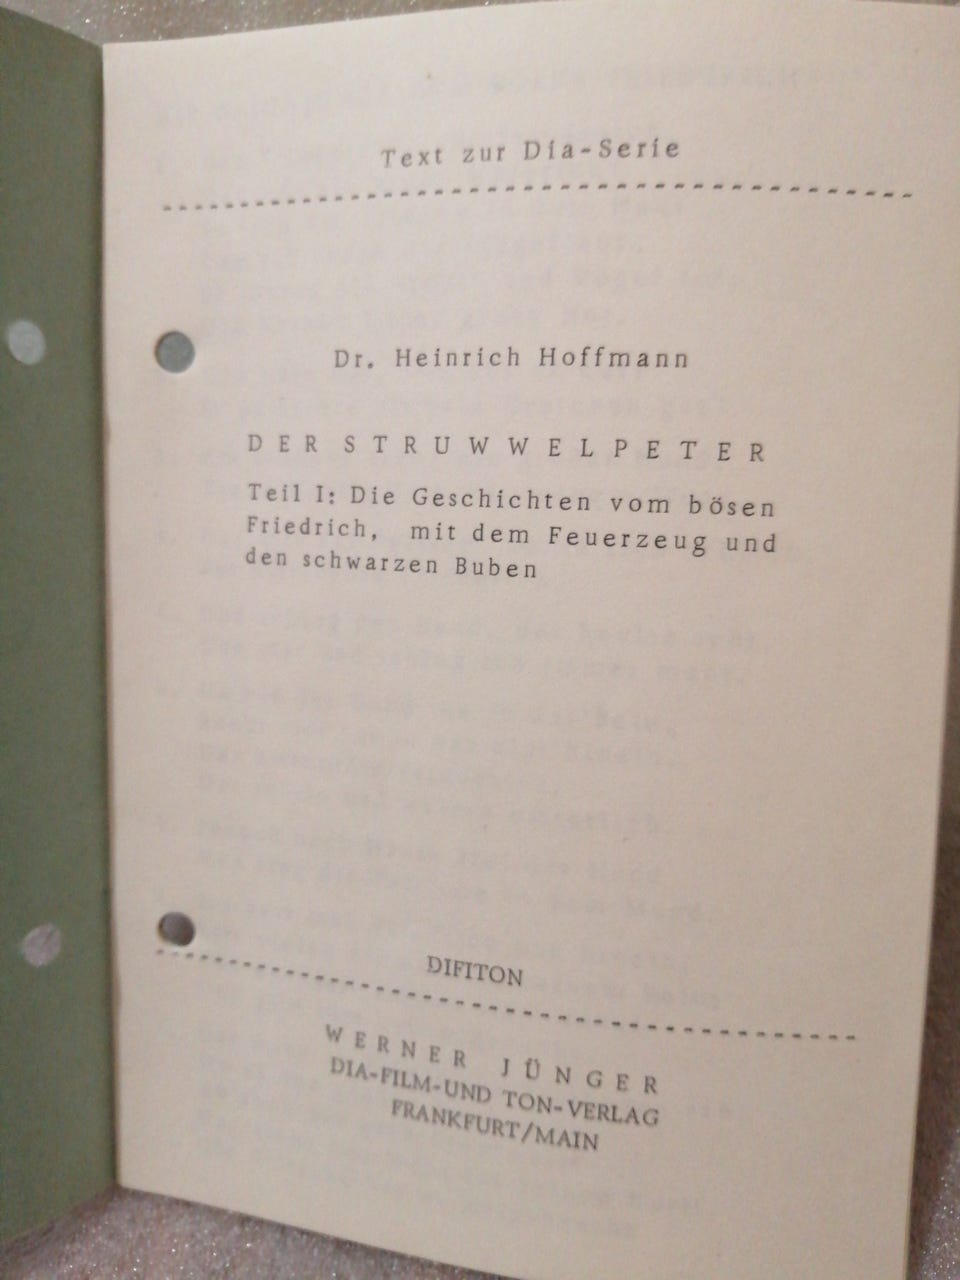 Text zur Dia-Serie
Dr. Heinrich Hoffmann
DER STRUWWELPETER
Teil I: Die Geschichten vom bösen
Friedrich, mit dem Feuerzeug und
den schwarzen Buben
DIFITON
WERNER JÜNGER
DIA-FILM-UND TON-VERLAG
FRANKFURT/MAIN